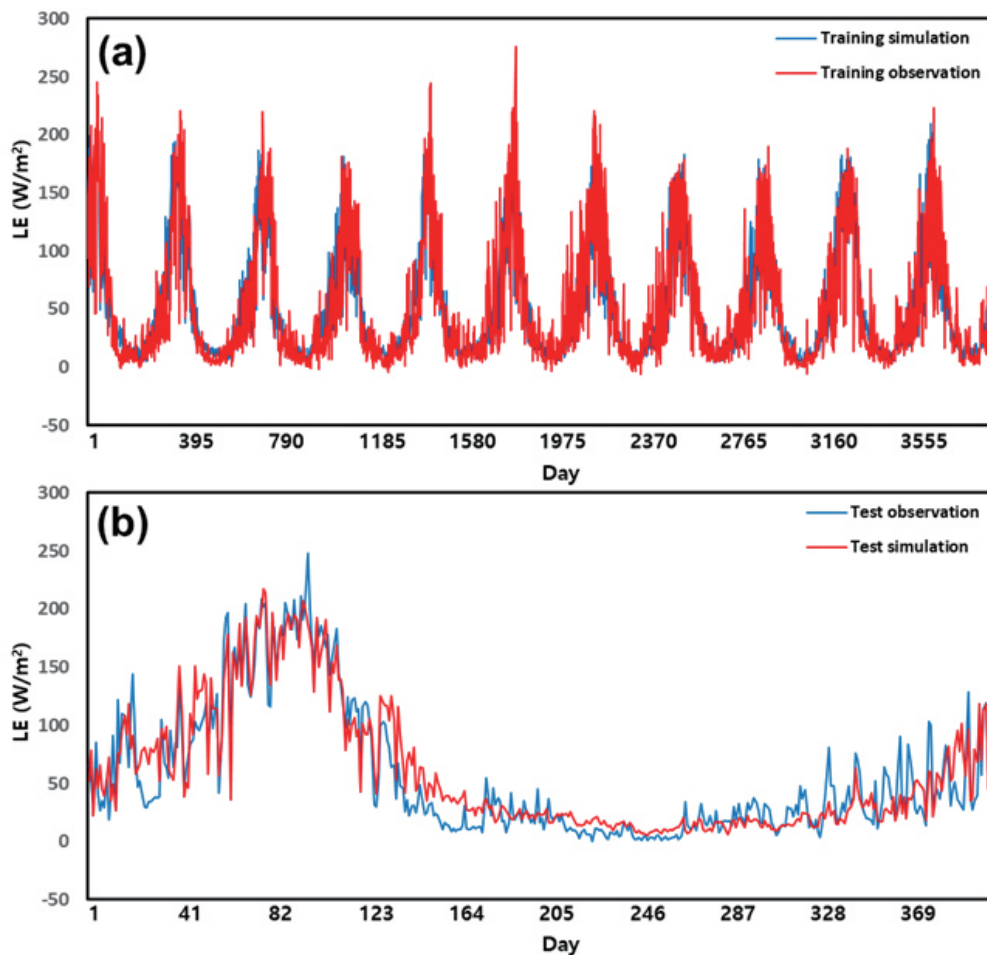 300
250
200
150
100
50
0
-50
LE (W/m²)
(a)
Training simulation
Training observation
1 395 790 1185 1580 1975 2370 2765 3160 3555
Day
300
250
200
150
100
50
0
-50
LE (W/m²)
(b)
Test observation
Test simulation
1 41 82 123 164 205 246 287 328 369
Day